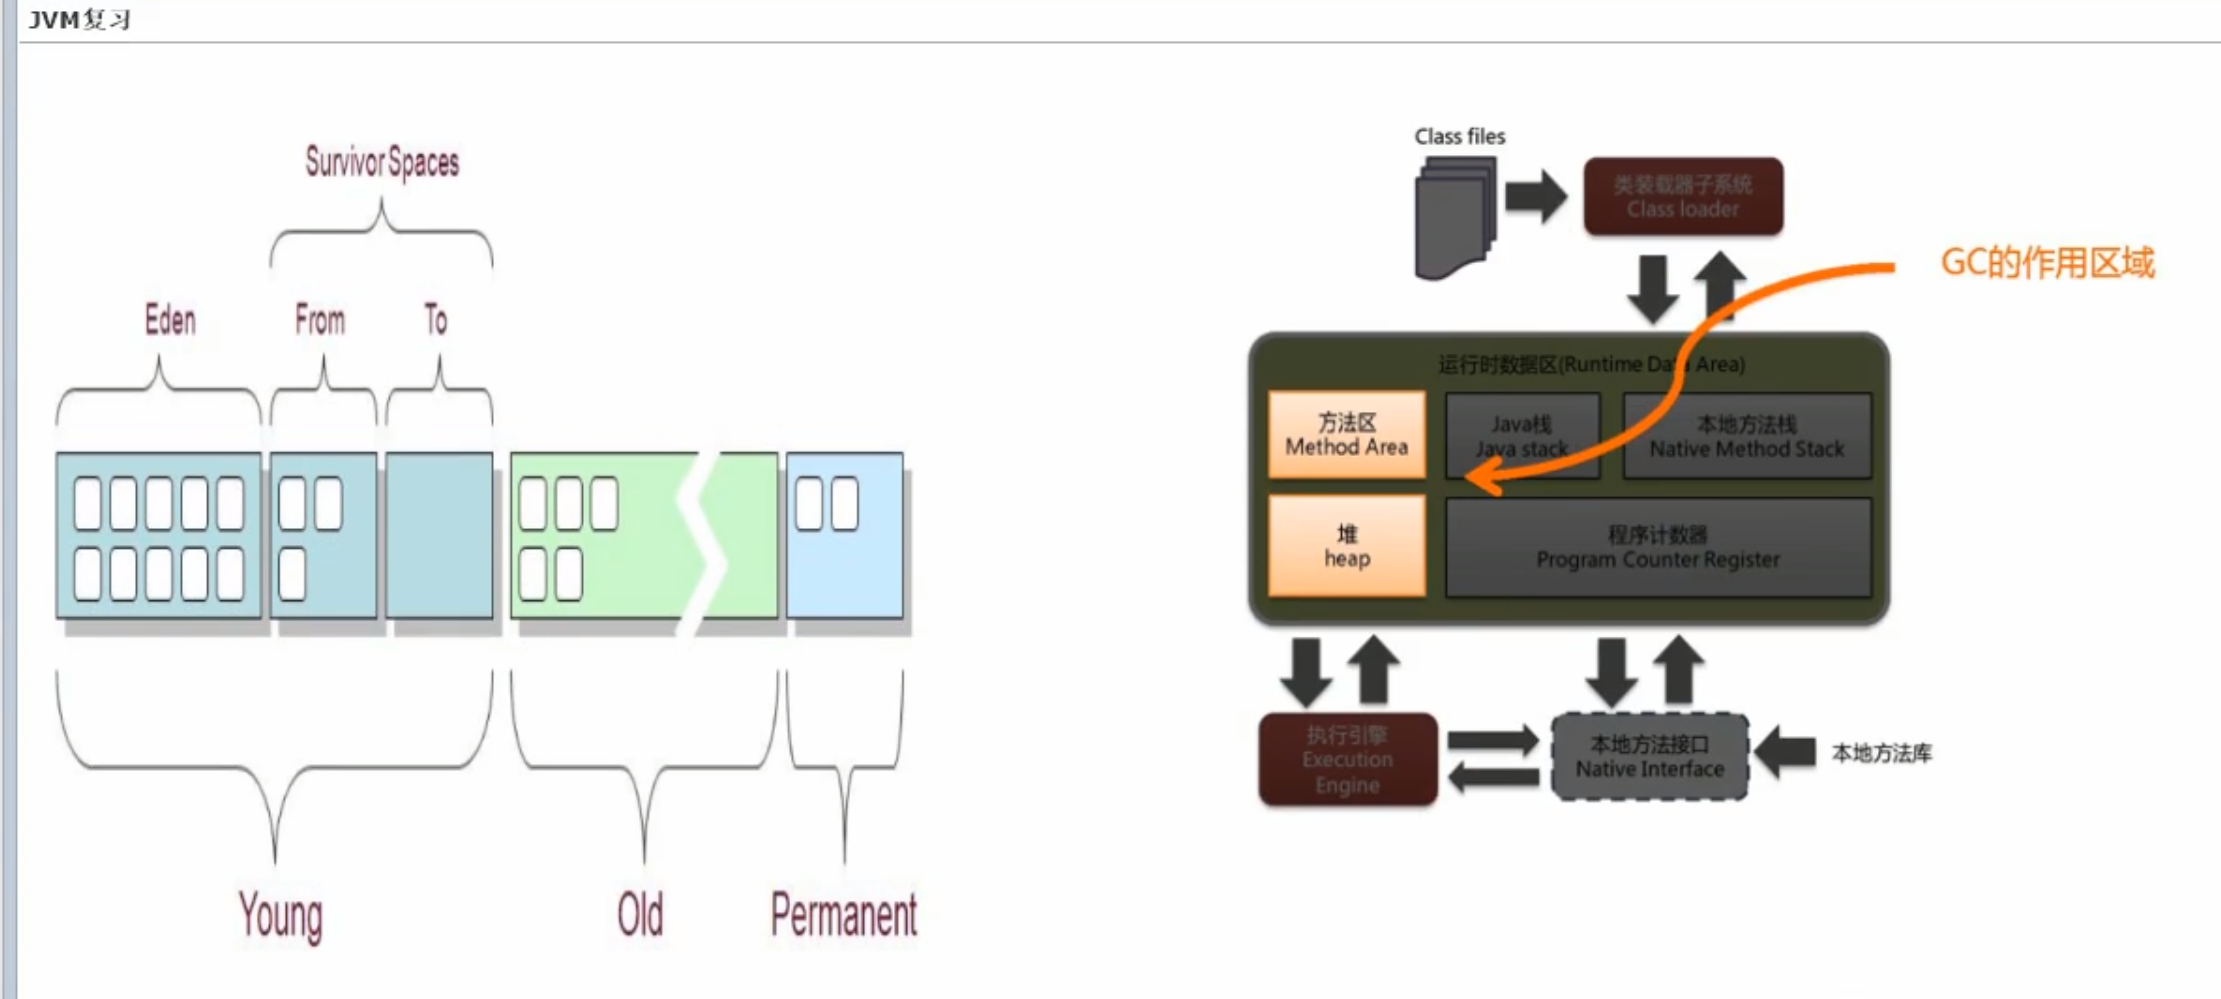 JVM复习
Survivor Spaces
Eden
From
To
Young
Old
Permanent
Class files
类装载器子系统
Class loader
GC的作用区域
运行时数据区(Runtime Data Area)
方法区
Method Area
Java栈
Java stack
本地方法栈
Native Method Stack
堆
heap
程序计数器
Program Counter Register
执行引擎
Execution
Engine
本地方法接口
Native Interface
本地方法库